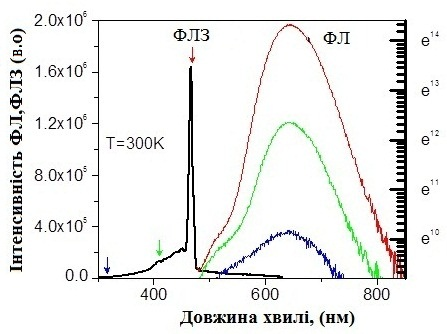 ФЛЗ
ФЛ
2.0x10⁶
1.6x10⁶
1.2x10⁶
8.0x10⁵
4.0x10⁵
0.0
Інтенсивність ФЛ,ФЛЗ (в.о)
T=300K
e¹⁴
e¹³
e¹²
e¹¹
e¹⁰
400
600
800
Довжина хвилі, (нм)